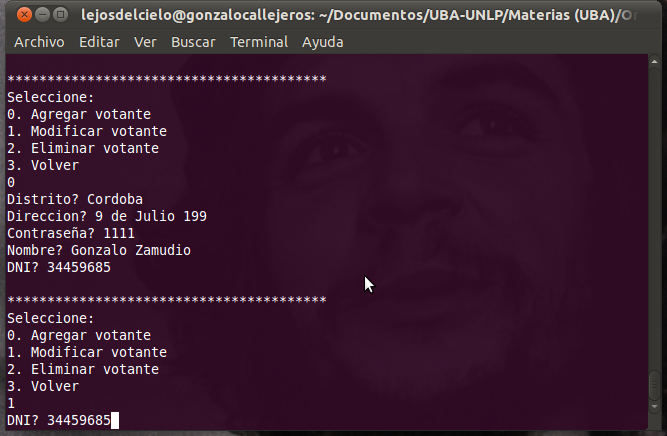 lejosdelcielo@gonzalocallejeros: ~/Documentos/UBA-UNLP/Materias (UBA)/Or
Archivo Editar Ver Buscar Terminal Ayuda
****************************************
Seleccione:
0. Agregar votante
1. Modificar votante
2. Eliminar votante
3. Volver
0
Distrito? Cordoba
Direccion? 9 de Julio 199
Contraseña? 1111
Nombre? Gonzalo Zamudio
DNI? 34459685
****************************************
Seleccione:
0. Agregar votante
1. Modificar votante
2. Eliminar votante
3. Volver
1
DNI? 34459685